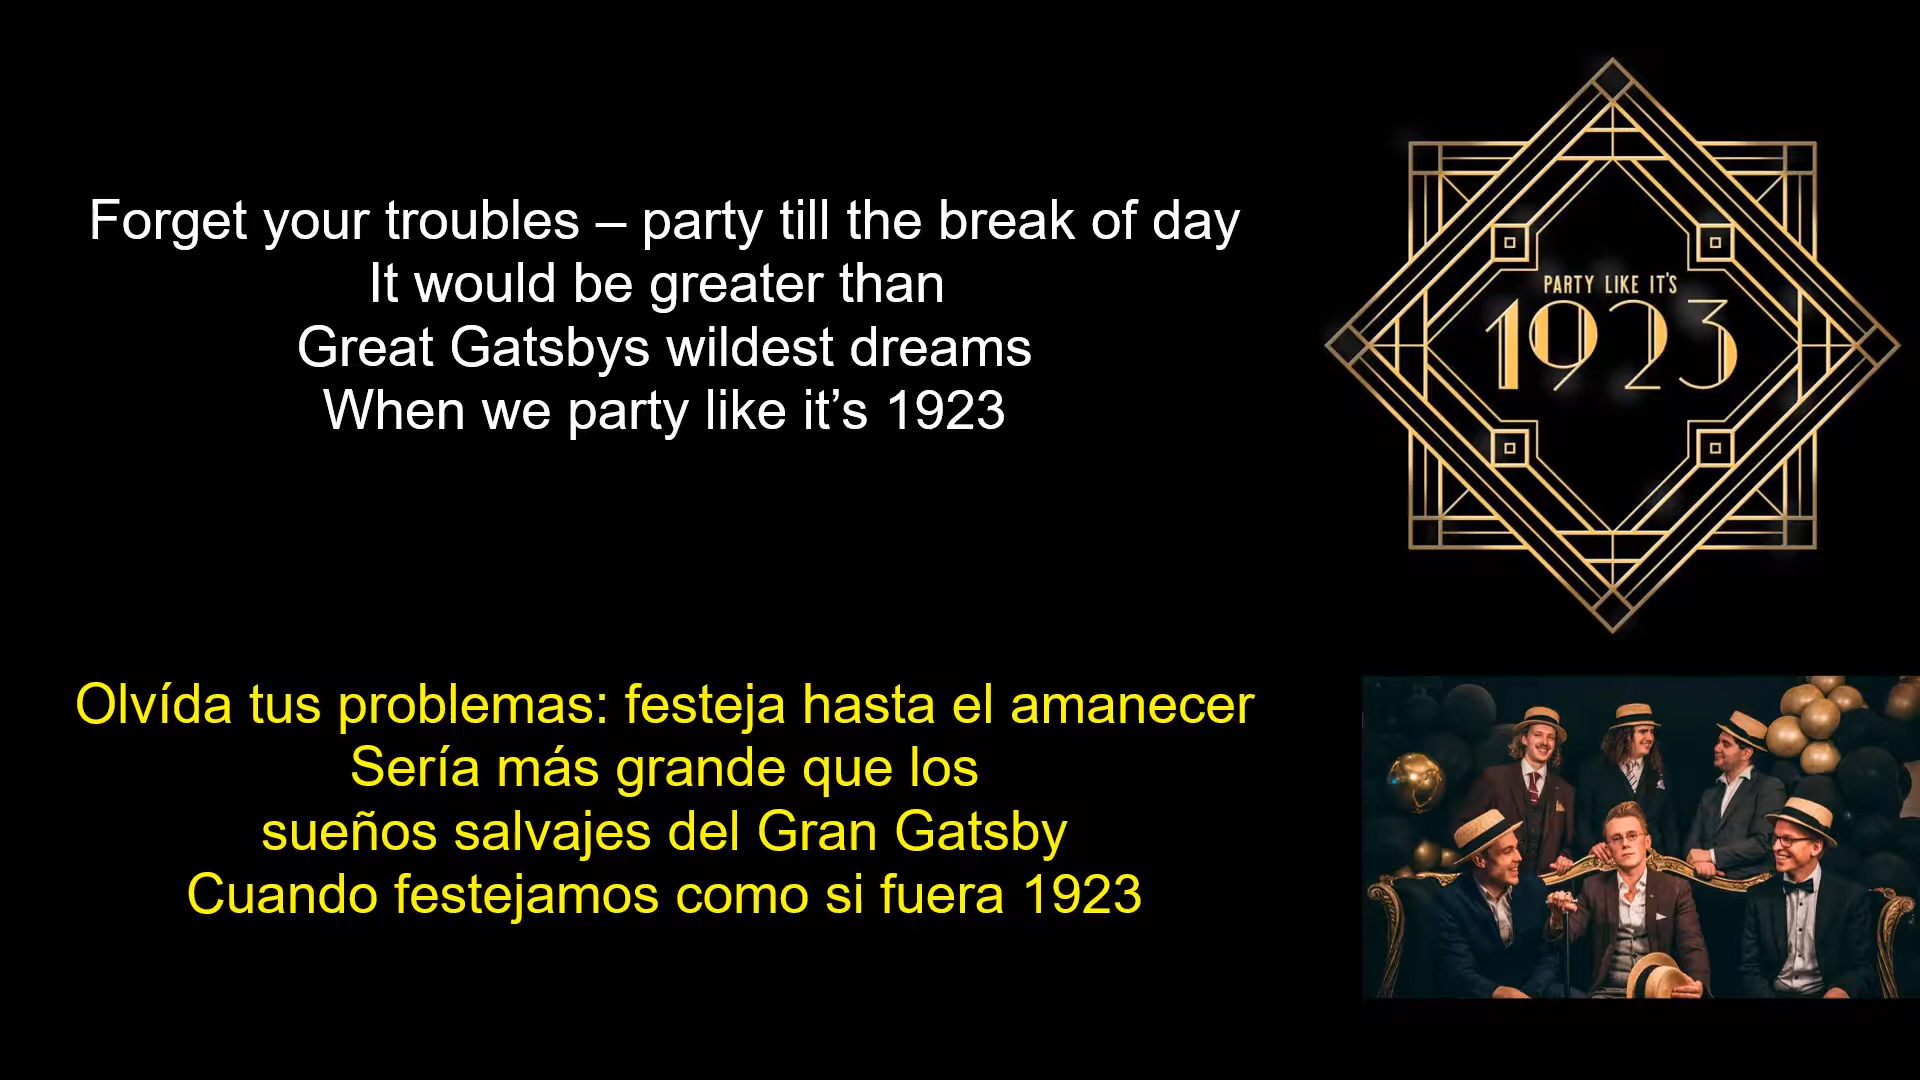 Forget your troubles – party till the break of day
It would be greater than
Great Gatsbys wildest dreams
When we party like it’s 1923
PARTY LIKE IT'S
1923
Olvída tus problemas: festeja hasta el amanecer
Sería más grande que los
sueños salvajes del Gran Gatsby
Cuando festejamos como si fuera 1923